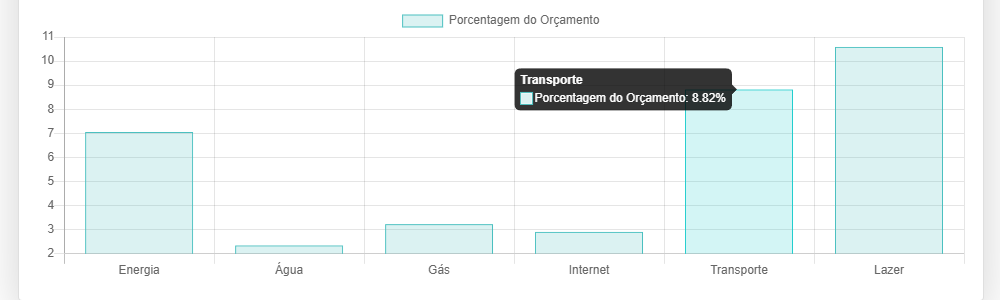 Porcentagem do Orçamento
11
10
9
8
7
6
5
4
3
2
Transporte
Porcentagem do Orçamento: 8.82%
Energia Água Gás Internet Transporte Lazer